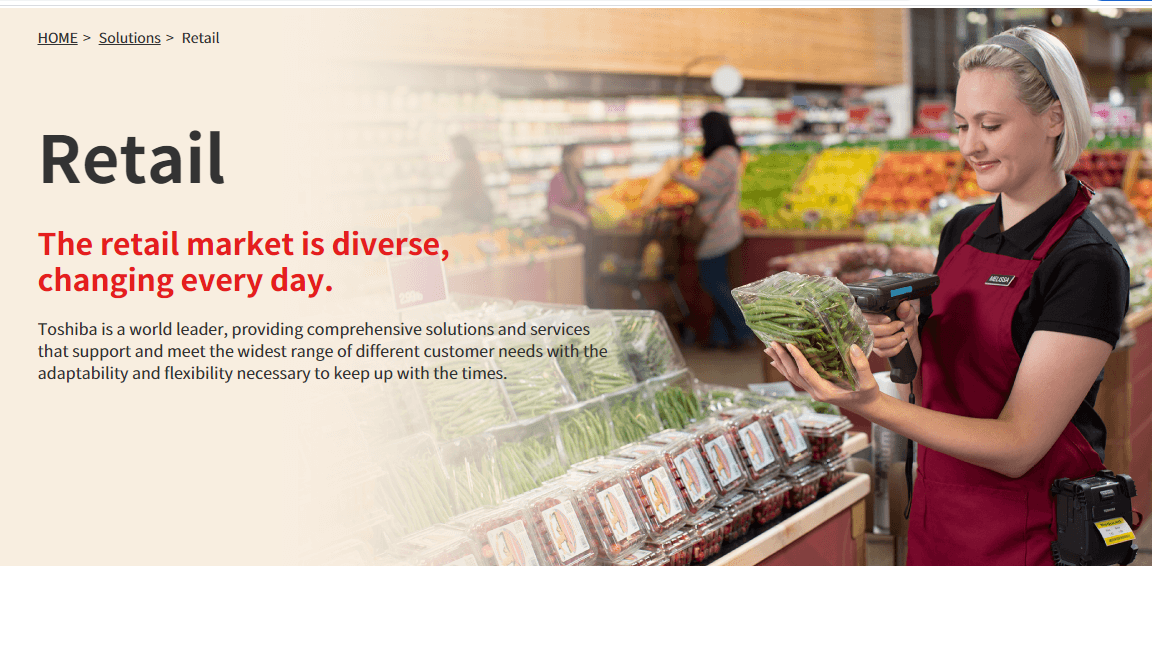 HOME > Solutions > Retail
Retail
The retail market is diverse,
changing every day.
Toshiba is a world leader, providing comprehensive solutions and services
that support and meet the widest range of different customer needs with the
adaptability and flexibility necessary to keep up with the times.
MELISSA